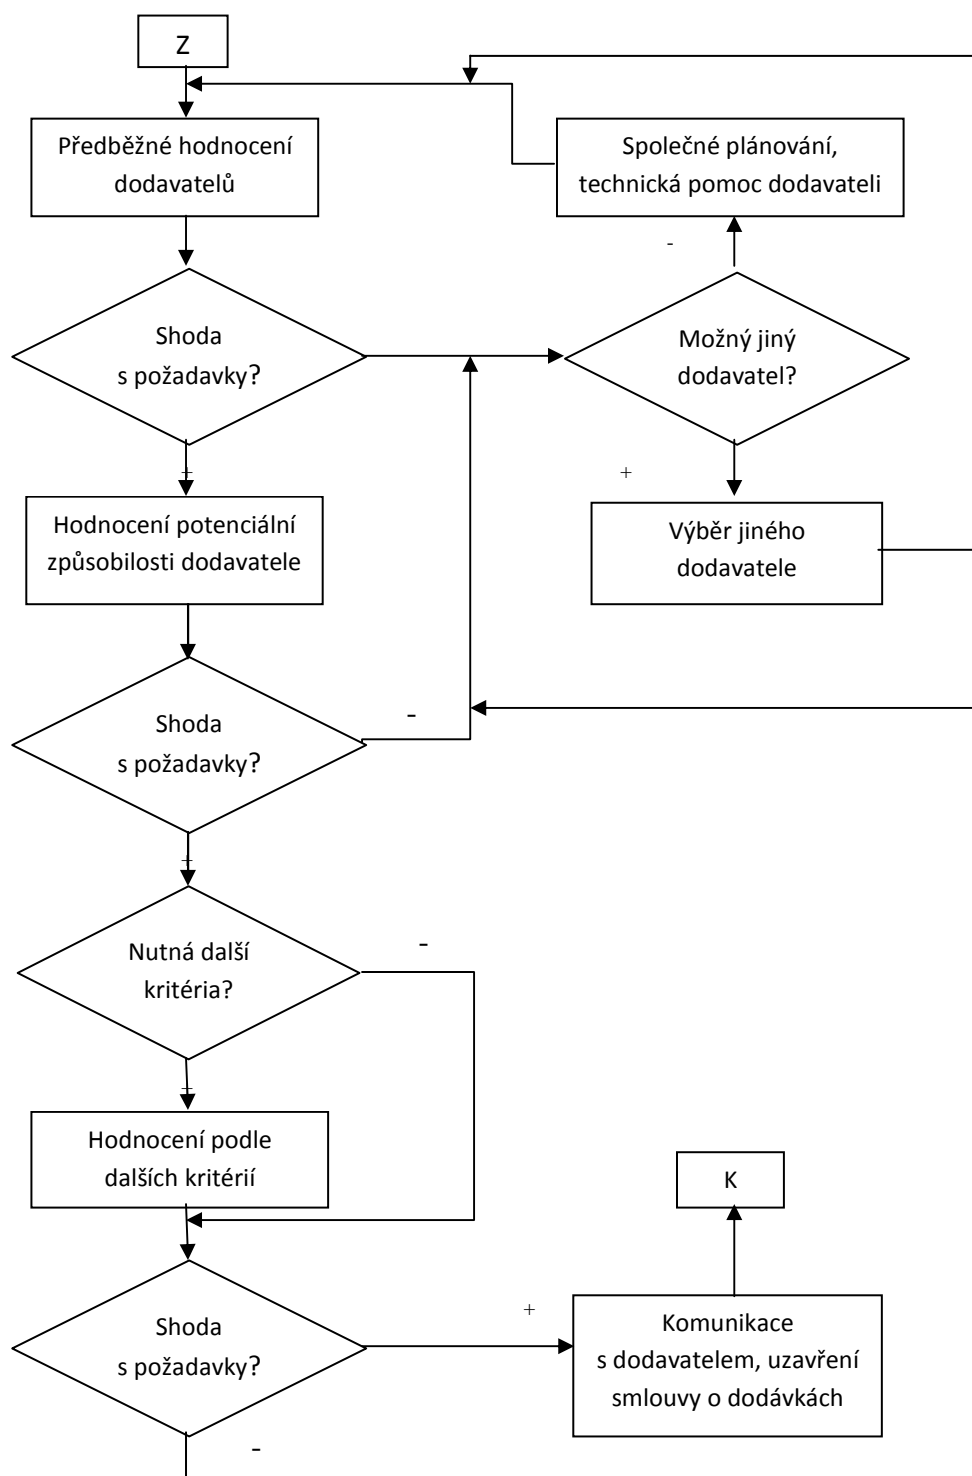 Z
Předběžné hodnocení
dodavatelů
Společné plánování,
technická pomoc dodavateli
-
Shoda
s požadavky?
Možný jiný
dodavatel?
+
+
Hodnocení potenciální
způsobilosti dodavatele
Výběr jiného
dodavatele
Shoda
s požadavky?
-
+
Nutná další
kritéria?
-
+
Hodnocení podle
dalších kritérií
K
Shoda
s požadavky?
+
Komunikace
s dodavatelem, uzavření
smlouvy o dodávkách
-